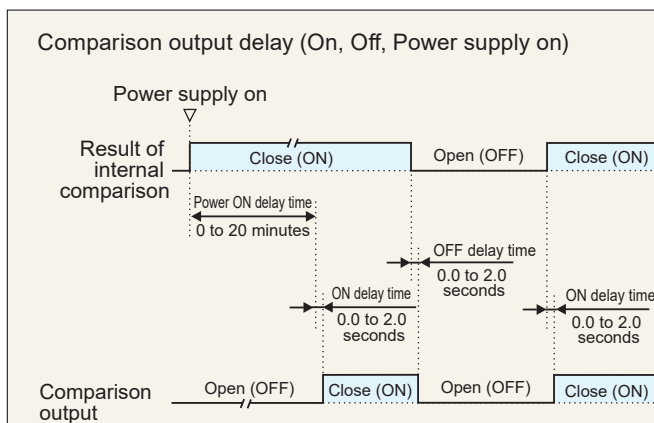 Comparison output delay (On, Off, Power supply on)
Power supply on
Result of
internal
comparison
Close (ON)
Open (OFF)
Close (ON)
Power ON delay time
0 to 20 minutes
OFF delay time
0.0 to 2.0
seconds
ON delay time
0.0 to 2.0
seconds
ON delay time
0.0 to 2.0
seconds
Comparison
output
Open (OFF)
Close (ON)
Open (OFF)
Close (ON)